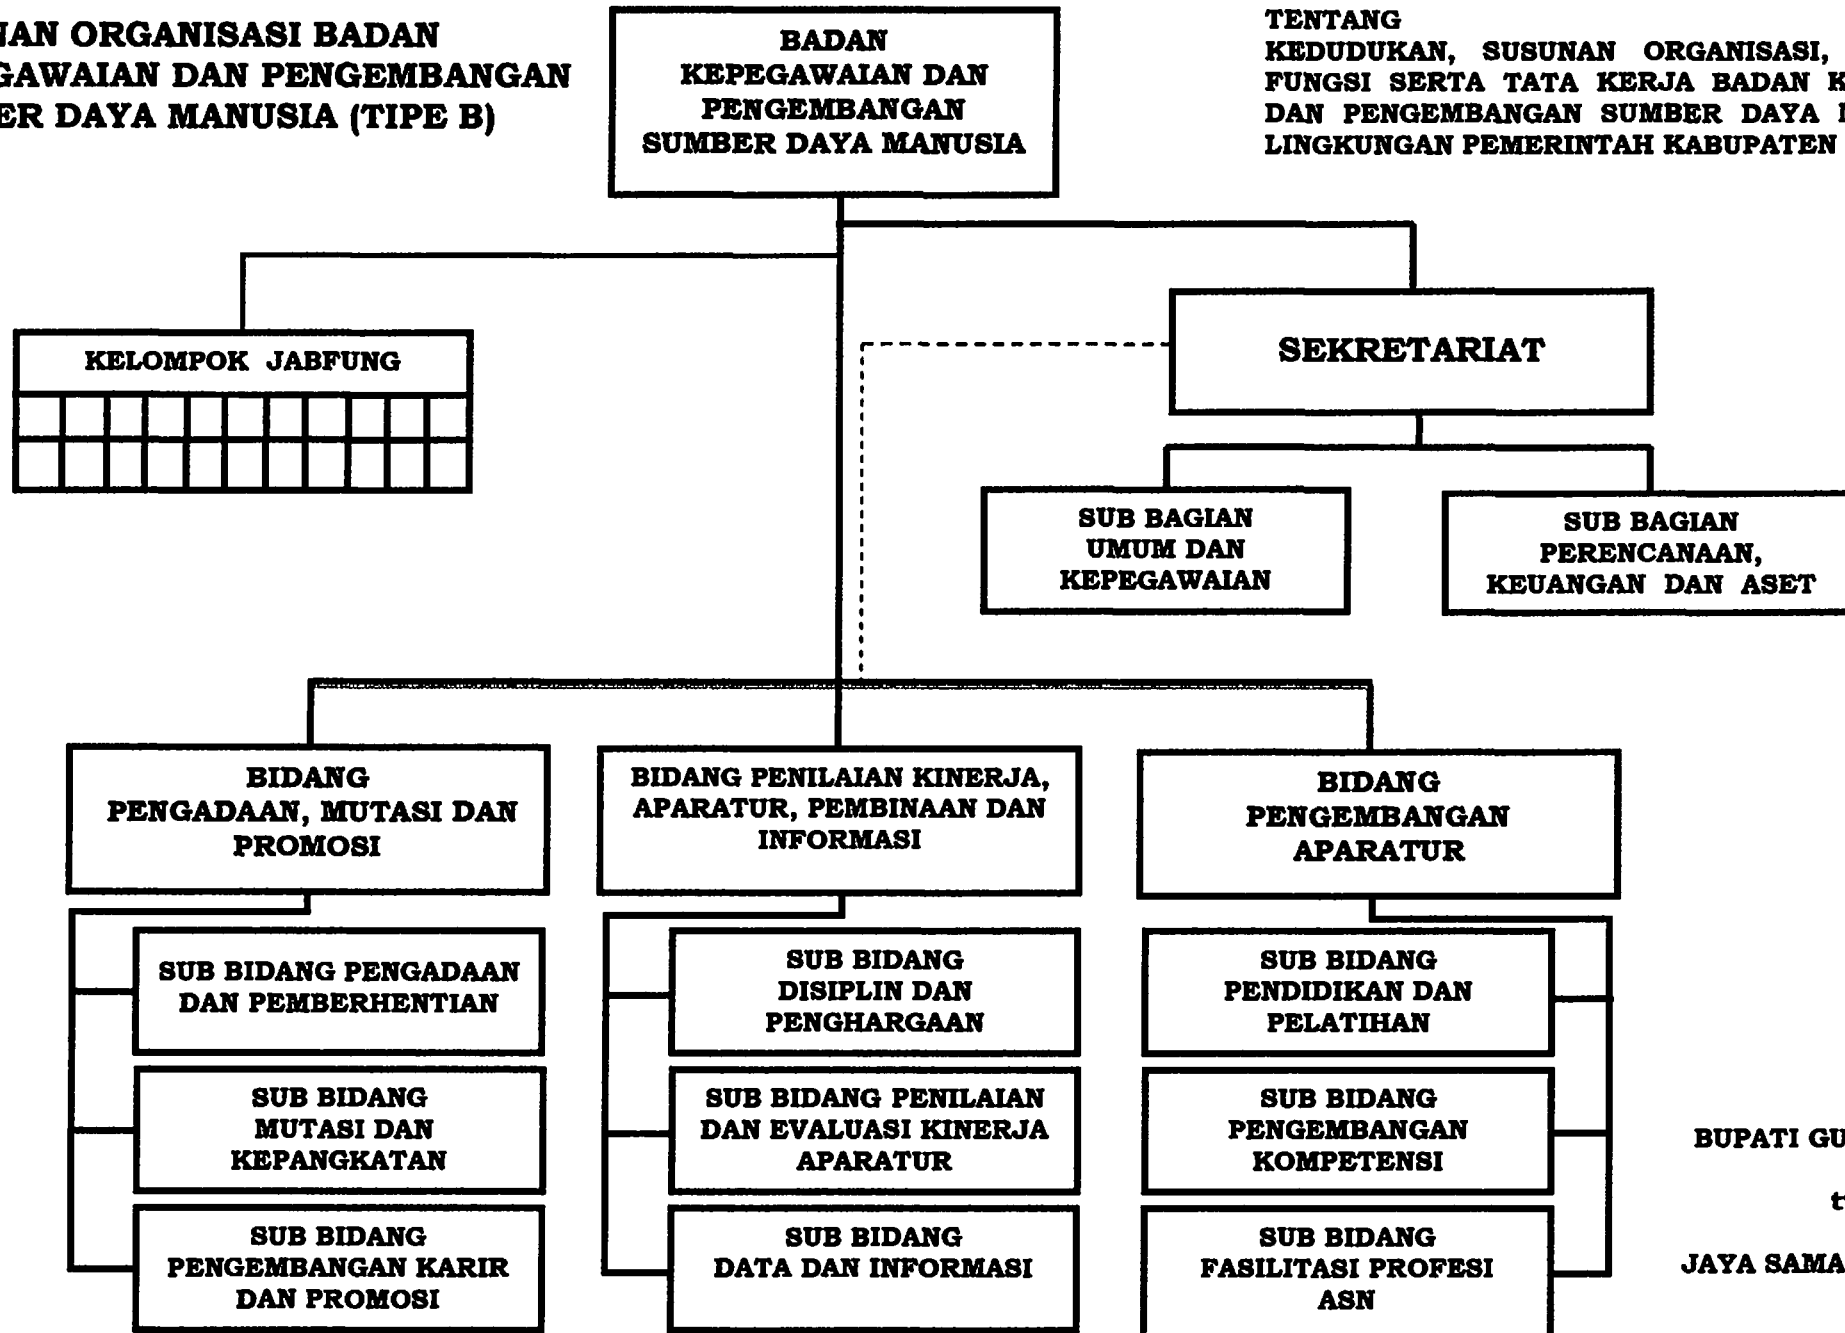 NAN ORGANISASI BADAN
GAWAIAN DAN PENGEMBANGAN
ER DAYA MANUSIA (TIPE B)
BADAN
KEPEGAWAIAN DAN
PENGEMBANGAN
SUMBER DAYA MANUSIA
TENTANG
KEDUDUKAN, SUSUNAN ORGANISASI,
FUNGSI SERTA TATA KERJA BADAN K
DAN PENGEMBANGAN SUMBER DAYA
LINGKUNGAN PEMERINTAH KABUPATEN
KELOMPOK JABFUNG
SEKRETARIAT
SUB BAGIAN
UMUM DAN
KEPEGAWAIAN
SUB BAGIAN
PERENCANAAN,
KEUANGAN DAN ASET
BIDANG
PENGADAAN, MUTASI DAN
PROMOSI
BIDANG PENILAIAN KINERJA,
APARATUR, PEMBINAAN DAN
INFORMASI
BIDANG
PENGEMBANGAN
APARATUR
SUB BIDANG PENGADAAN
DAN PEMBERHENTIAN
SUB BIDANG
MUTASI DAN
KEPANGKATAN
SUB BIDANG
PENGEMBANGAN KARIR
DAN PROMOSI
SUB BIDANG
DISIPLIN DAN
PENGHARGAAN
SUB BIDANG PENILAIAN
DAN EVALUASI KINERJA
APARATUR
SUB BIDANG
DATA DAN INFORMASI
SUB BIDANG
PENDIDIKAN DAN
PELATIHAN
SUB BIDANG
PENGEMBANGAN
KOMPETENSI
SUB BIDANG
FASILITASI PROFESI
ASN
BUPATI GU
t
JAYA SAMA